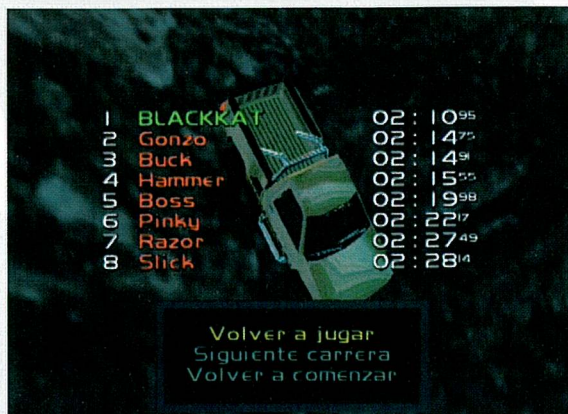 1 BLACKKAT 02:10 95
2 Gonzo 02:14 75
3 Buck 02:14 91
4 Hammer 02:15 55
5 Boss 02:19 98
6 Pinky 02:22 17
7 Razor 02:27 49
8 Slick 02:28 14
Volver a jugar
Siguiente carrera
Volver a comenzar